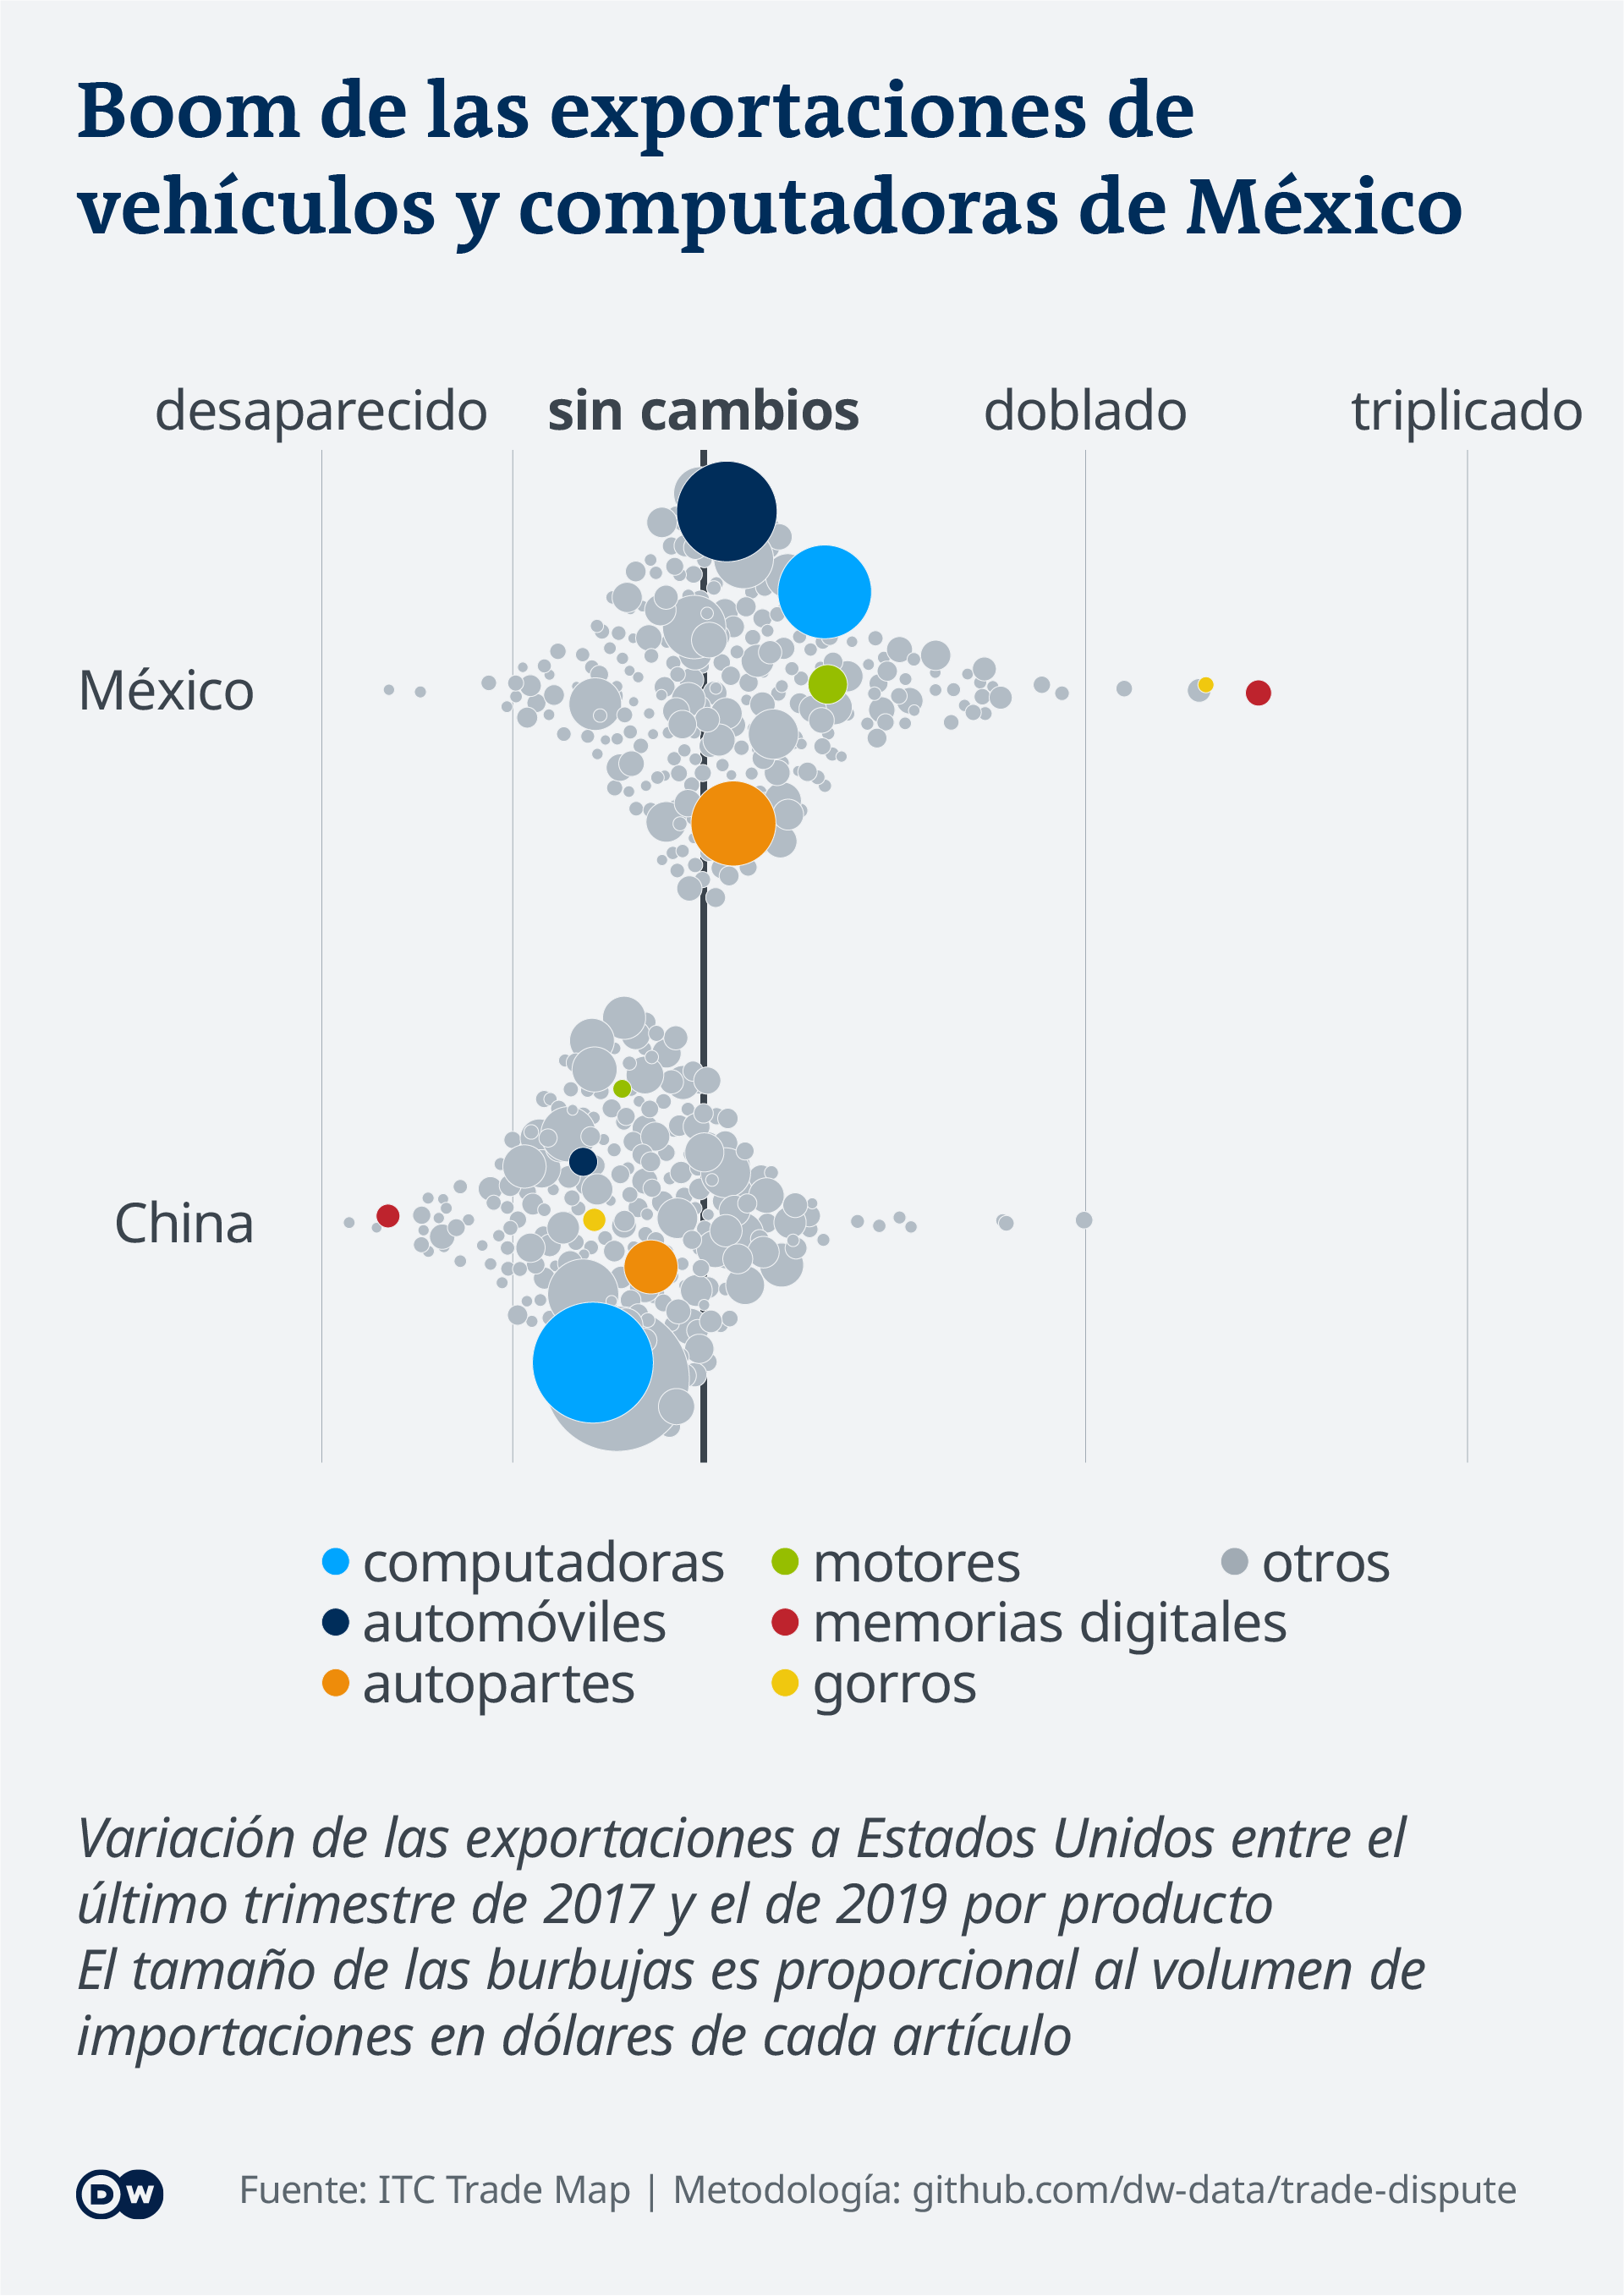 Boom de las exportaciones de
vehículos y computadoras de México
desaparecido sin cambios doblado triplicado
México
China
computadoras motores otros
automóviles memorias digitales
autopartes gorros
Variación de las exportaciones a Estados Unidos entre el
último trimestre de 2017 y el de 2019 por producto
El tamaño de las burbujas es proporcional al volumen de
importaciones en dólares de cada artículo
DW Fuente: ITC Trade Map | Metodología: github.com/dw-data/trade-dispute